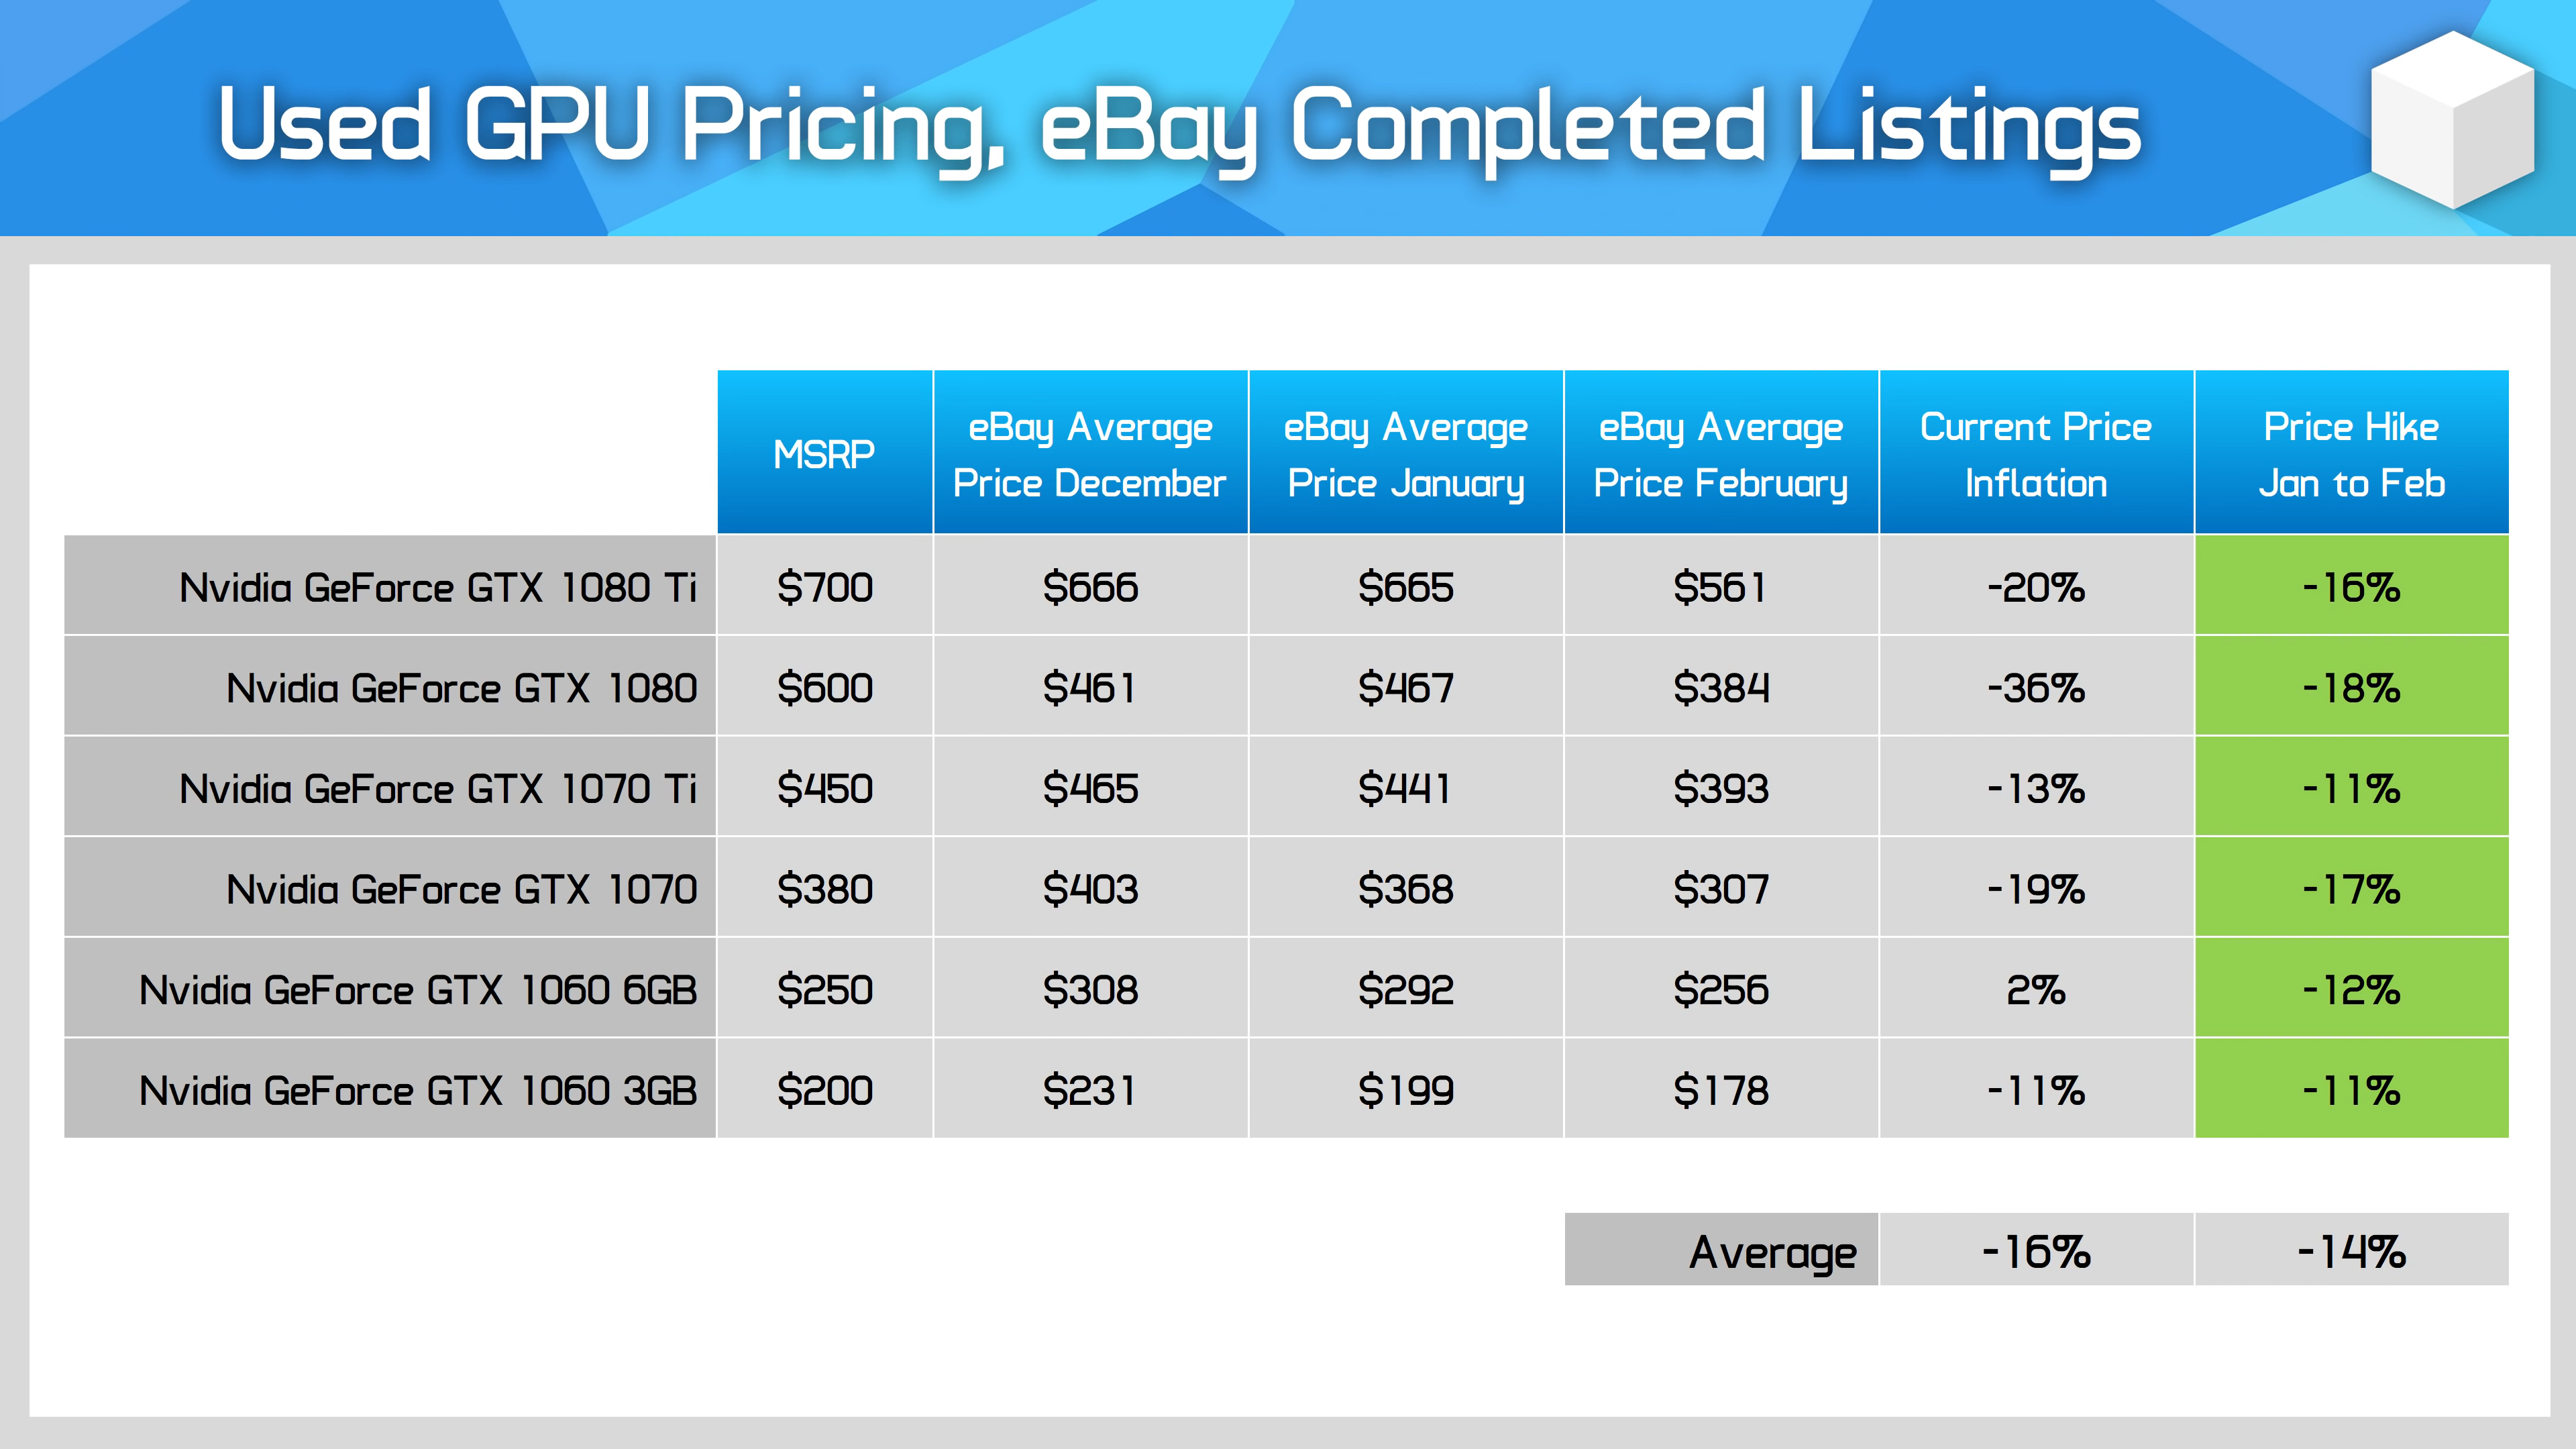 Used GPU Pricing, eBay Completed Listings
MSRP
eBay Average
Price December
eBay Average
Price January
eBay Average
Price February
Current Price
Inflation
Price Hike
Jan to Feb
Nvidia GeForce GTX 1080 Ti $700 $666 $665 $561 -20% -16%
Nvidia GeForce GTX 1080 $600 $461 $467 $384 -36% -18%
Nvidia GeForce GTX 1070 Ti $450 $465 $441 $393 -13% -11%
Nvidia GeForce GTX 1070 $380 $403 $368 $307 -19% -17%
Nvidia GeForce GTX 1060 6GB $250 $308 $292 $256 2% -12%
Nvidia GeForce GTX 1060 3GB $200 $231 $199 $178 -11% -11%
Average -16% -14%